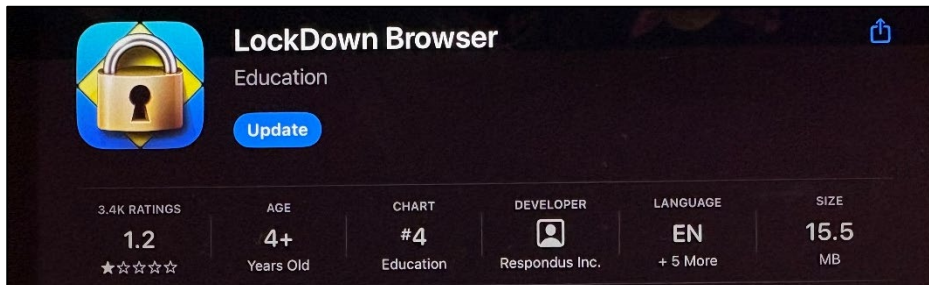 LockDown Browser
Education
Update
3.4K RATINGS
1.2
AGE
4+
Years Old
CHART
#4
Education
DEVELOPER
Respondus Inc.
LANGUAGE
EN
+ 5 More
SIZE
15.5
MB